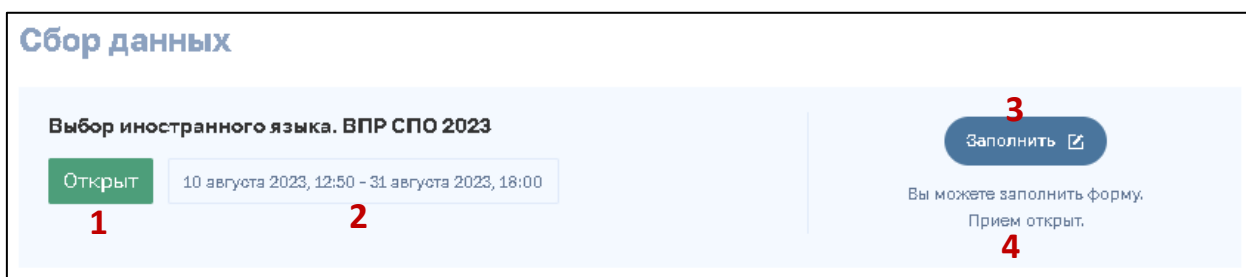 Сбор данных
Выбор иностранного языка. ВПР СПО 2023
Открыт
1
10 августа 2023, 12:50 - 31 августа 2023, 18:00
2
3
Заполнить
Вы можете заполнить форму.
Прием открыт.
4